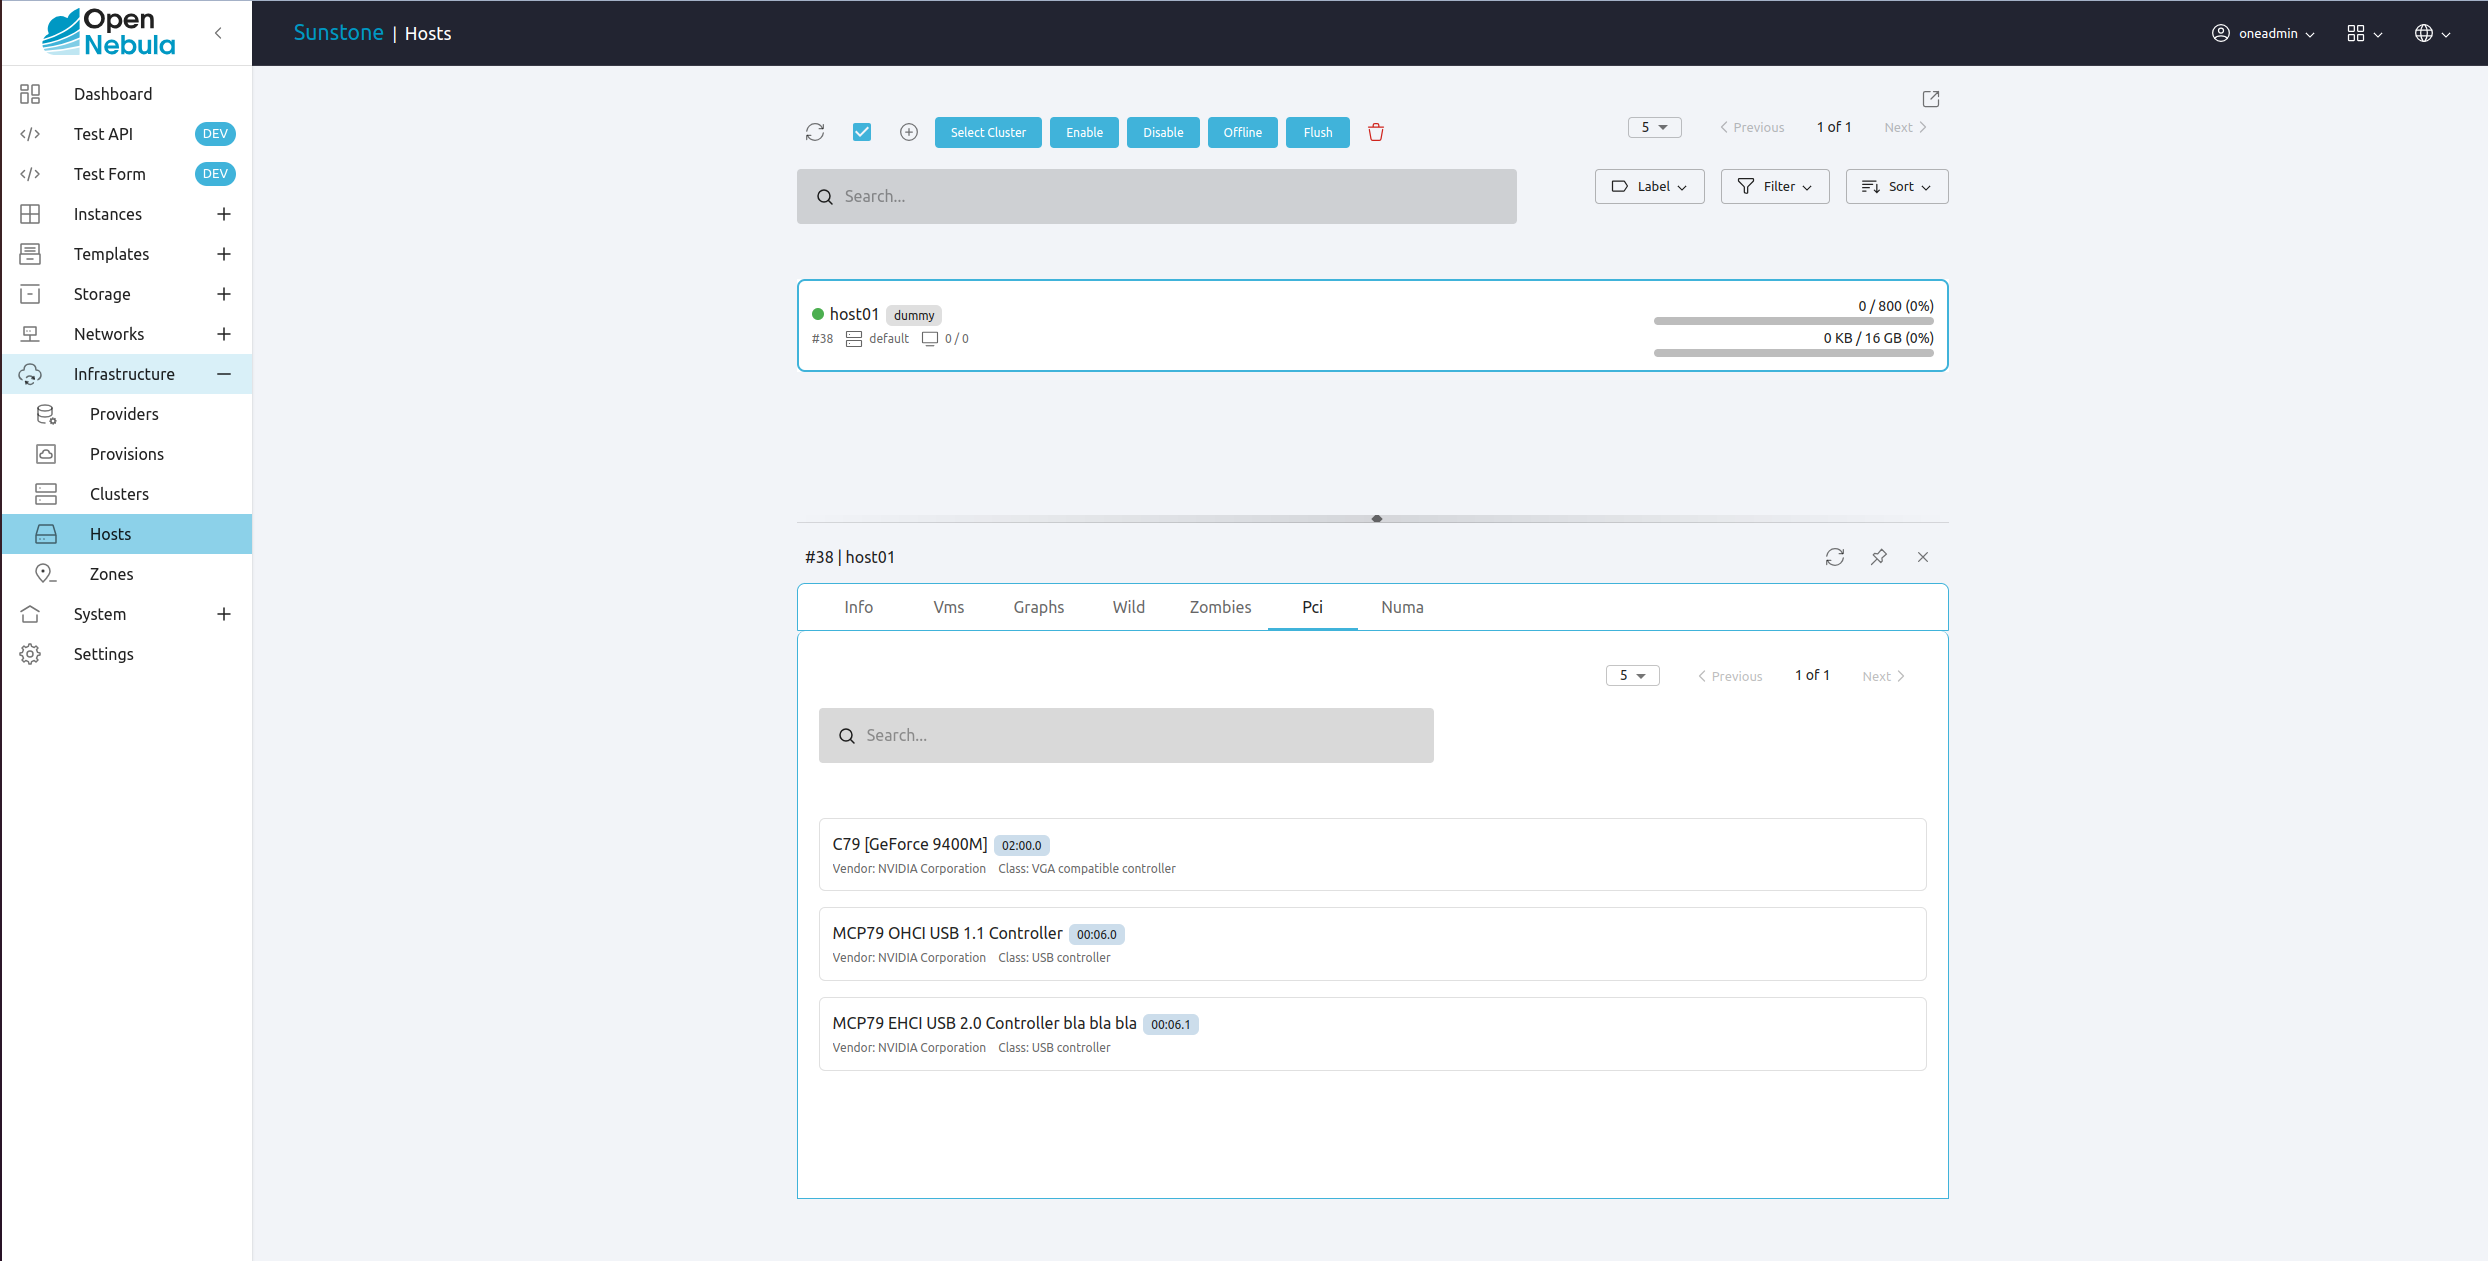 Open
Nebula
Sunstone | Hosts
oneadmin
Dashboard
Test API DEV
Test Form DEV
Instances
Templates
Storage
Networks
Infrastructure
Providers
Provisions
Clusters
Hosts
Zones
System
Settings
Select Cluster Enable Disable Offline Flush
5 Previous 1 of 1 Next
Search...
Label Filter Sort
host01 dummy
#38 default 0 / 0
0 / 800 (0%)
0 KB / 16 GB (0%)
#38 | host01
Info Vms Graphs Wild Zombies Pci Numa
5 Previous 1 of 1 Next
Search...
C79 [GeForce 9400M] 02:00.0
Vendor: NVIDIA Corporation Class: VGA compatible controller
MCP79 OHCI USB 1.1 Controller 00:06.0
Vendor: NVIDIA Corporation Class: USB controller
MCP79 EHCI USB 2.0 Controller bla bla bla 00:06.1
Vendor: NVIDIA Corporation Class: USB controller